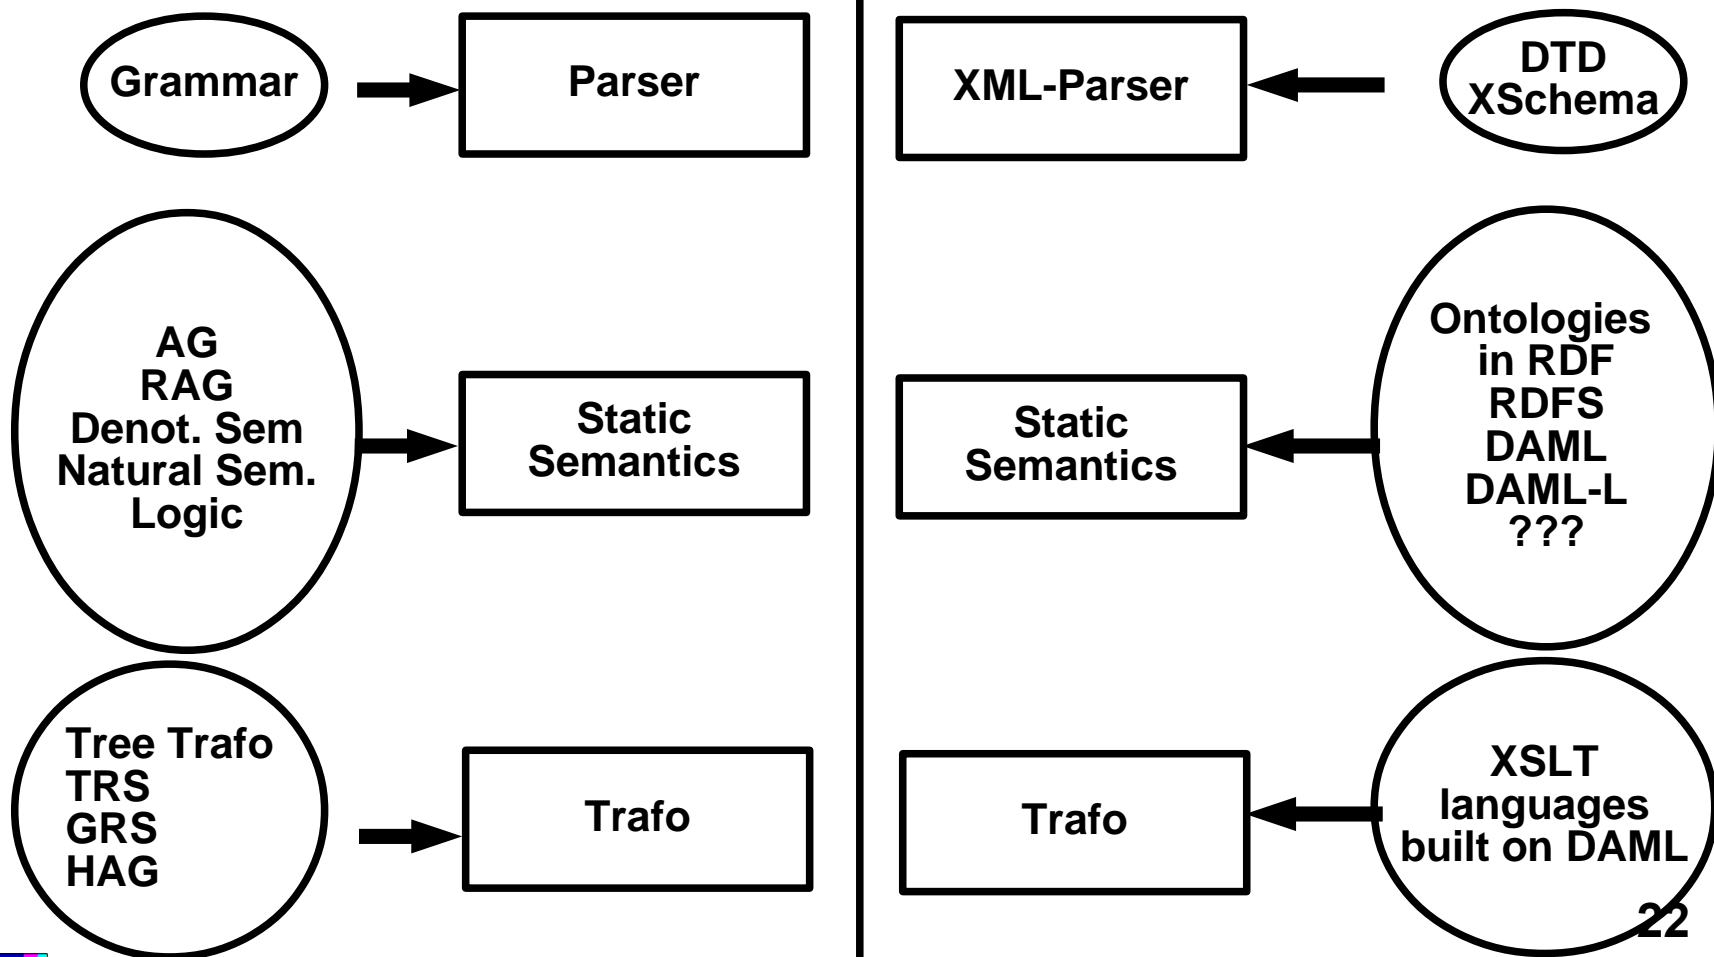 Grammar
Parser
XML-Parser
DTD
XSchema
AG
RAG
Denot. Sem
Natural Sem.
Logic
Static
Semantics
Static
Semantics
Ontologies
in RDF
RDFS
DAML
DAML-L
???
Tree Trafo
TRS
GRS
HAG
Trafo
Trafo
XSLT
languages
built on DAML
22